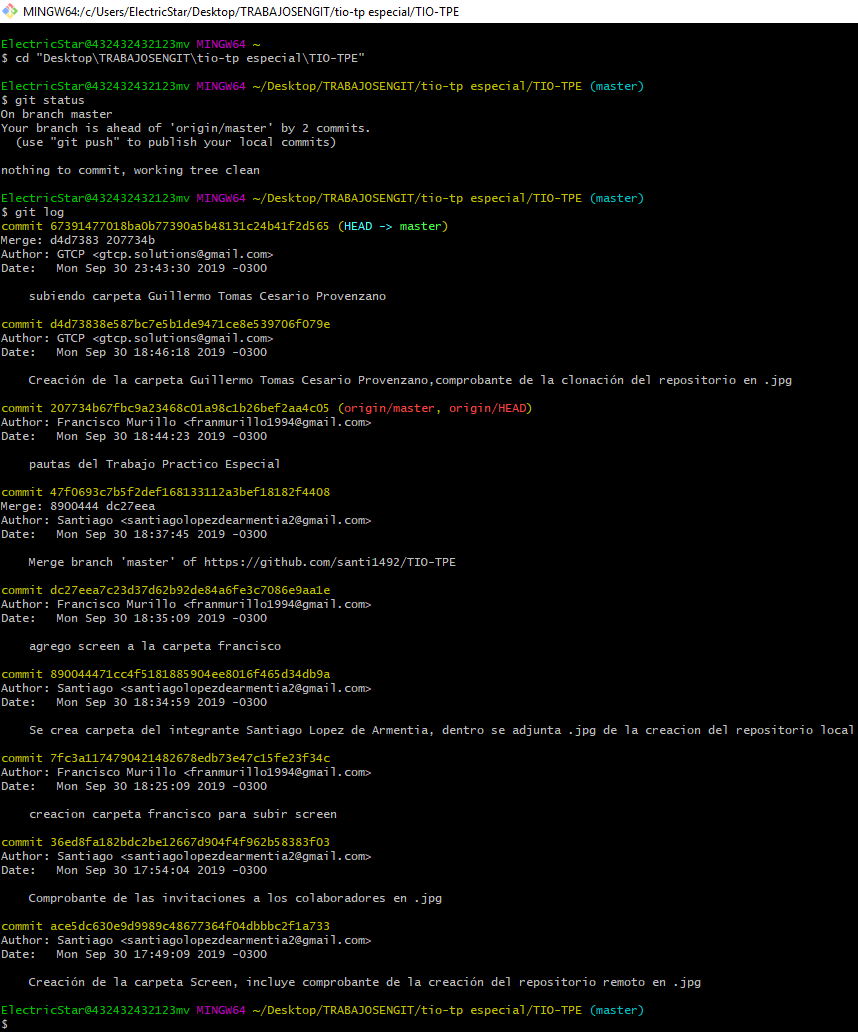 MINGW64:/c/Users/ElectricStar/Desktop/TRABAJOSENGIT/tio-tp especial/TIO-TPE
ElectricStar@432432432123mv MINGW64 ~
$ cd "Desktop\TRABAJOSENGIT\tio-tp especial\TIO-TPE"
ElectricStar@432432432123mv MINGW64 ~/Desktop/TRABAJOSENGIT/tio-tp especial/TIO-TPE (master)
$ git status
On branch master
Your branch is ahead of 'origin/master' by 2 commits.
  (use "git push" to publish your local commits)
nothing to commit, working tree clean
ElectricStar@432432432123mv MINGW64 ~/Desktop/TRABAJOSENGIT/tio-tp especial/TIO-TPE (master)
$ git log
commit 67391477018ba0b77390a5b48131c24b41f2d565 (HEAD -> master)
Merge: d4d7383 207734b
Author: GTCP <gtcp.solutions@gmail.com>
Date:   Mon Sep 30 23:43:30 2019 -0300
    subiendo carpeta Guillermo Tomas Cesario Provenzano
commit d4d73838e587bc7e5b1de9471ce8e539706f079e
Author: GTCP <gtcp.solutions@gmail.com>
Date:   Mon Sep 30 18:46:18 2019 -0300
    Creación de la carpeta Guillermo Tomas Cesario Provenzano,comprobante de la clonación del repositorio en .jpg
commit 207734b67fbc9a23468c01a98c1b26bef2aa4c05 (origin/master, origin/HEAD)
Author: Francisco Murillo <franmurillo1994@gmail.com>
Date:   Mon Sep 30 18:44:23 2019 -0300
    pautas del Trabajo Practico Especial
commit 47f0693c7b5f2def168133112a3bef18182f4408
Merge: 8900444 dc27eea
Author: Santiago <santiagolopezdearmentia2@gmail.com>
Date:   Mon Sep 30 18:37:45 2019 -0300
    Merge branch 'master' of https://github.com/santi1492/TIO-TPE
commit dc27eea7c23d37d62b92de84a6fe3c7086e9aa1e
Author: Francisco Murillo <franmurillo1994@gmail.com>
Date:   Mon Sep 30 18:35:09 2019 -0300
    agrego screen a la carpeta francisco
commit 890044471cc4f5181885904ee8016f465d34db9a
Author: Santiago <santiagolopezdearmentia2@gmail.com>
Date:   Mon Sep 30 18:34:59 2019 -0300
    Se crea carpeta del integrante Santiago Lopez de Armentia, dentro se adjunta .jpg de la creacion del repositorio local
commit 7fc3a1174790421482678edb73e47c15fe23f34c
Author: Francisco Murillo <franmurillo1994@gmail.com>
Date:   Mon Sep 30 18:25:09 2019 -0300
    creacion carpeta francisco para subir screen
commit 36ed8fa182bdc2be12667d904f4f962b58383f03
Author: Santiago <santiagolopezdearmentia2@gmail.com>
Date:   Mon Sep 30 17:54:04 2019 -0300
    Comprobante de las invitaciones a los colaboradores en .jpg
commit ace5dc630e9d9989c48677364f04dbbbc2f1a733
Author: Santiago <santiagolopezdearmentia2@gmail.com>
Date:   Mon Sep 30 17:49:09 2019 -0300
    Creación de la carpeta Screen, incluye comprobante de la creación del repositorio remoto en .jpg
ElectricStar@432432432123mv MINGW64 ~/Desktop/TRABAJOSENGIT/tio-tp especial/TIO-TPE (master)
$